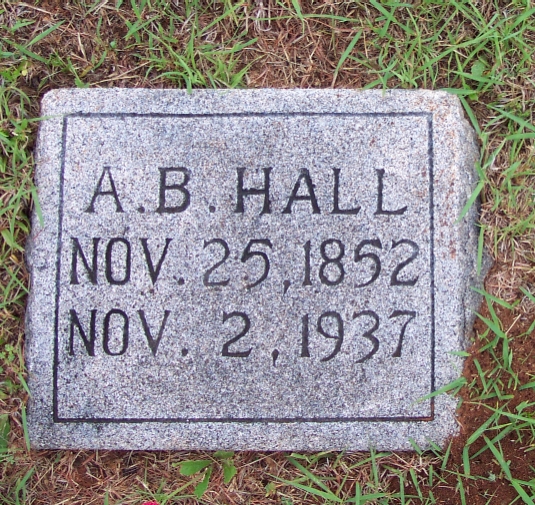 A. B. HALL
NOV. 25, 1852
NOV. 2, 1937